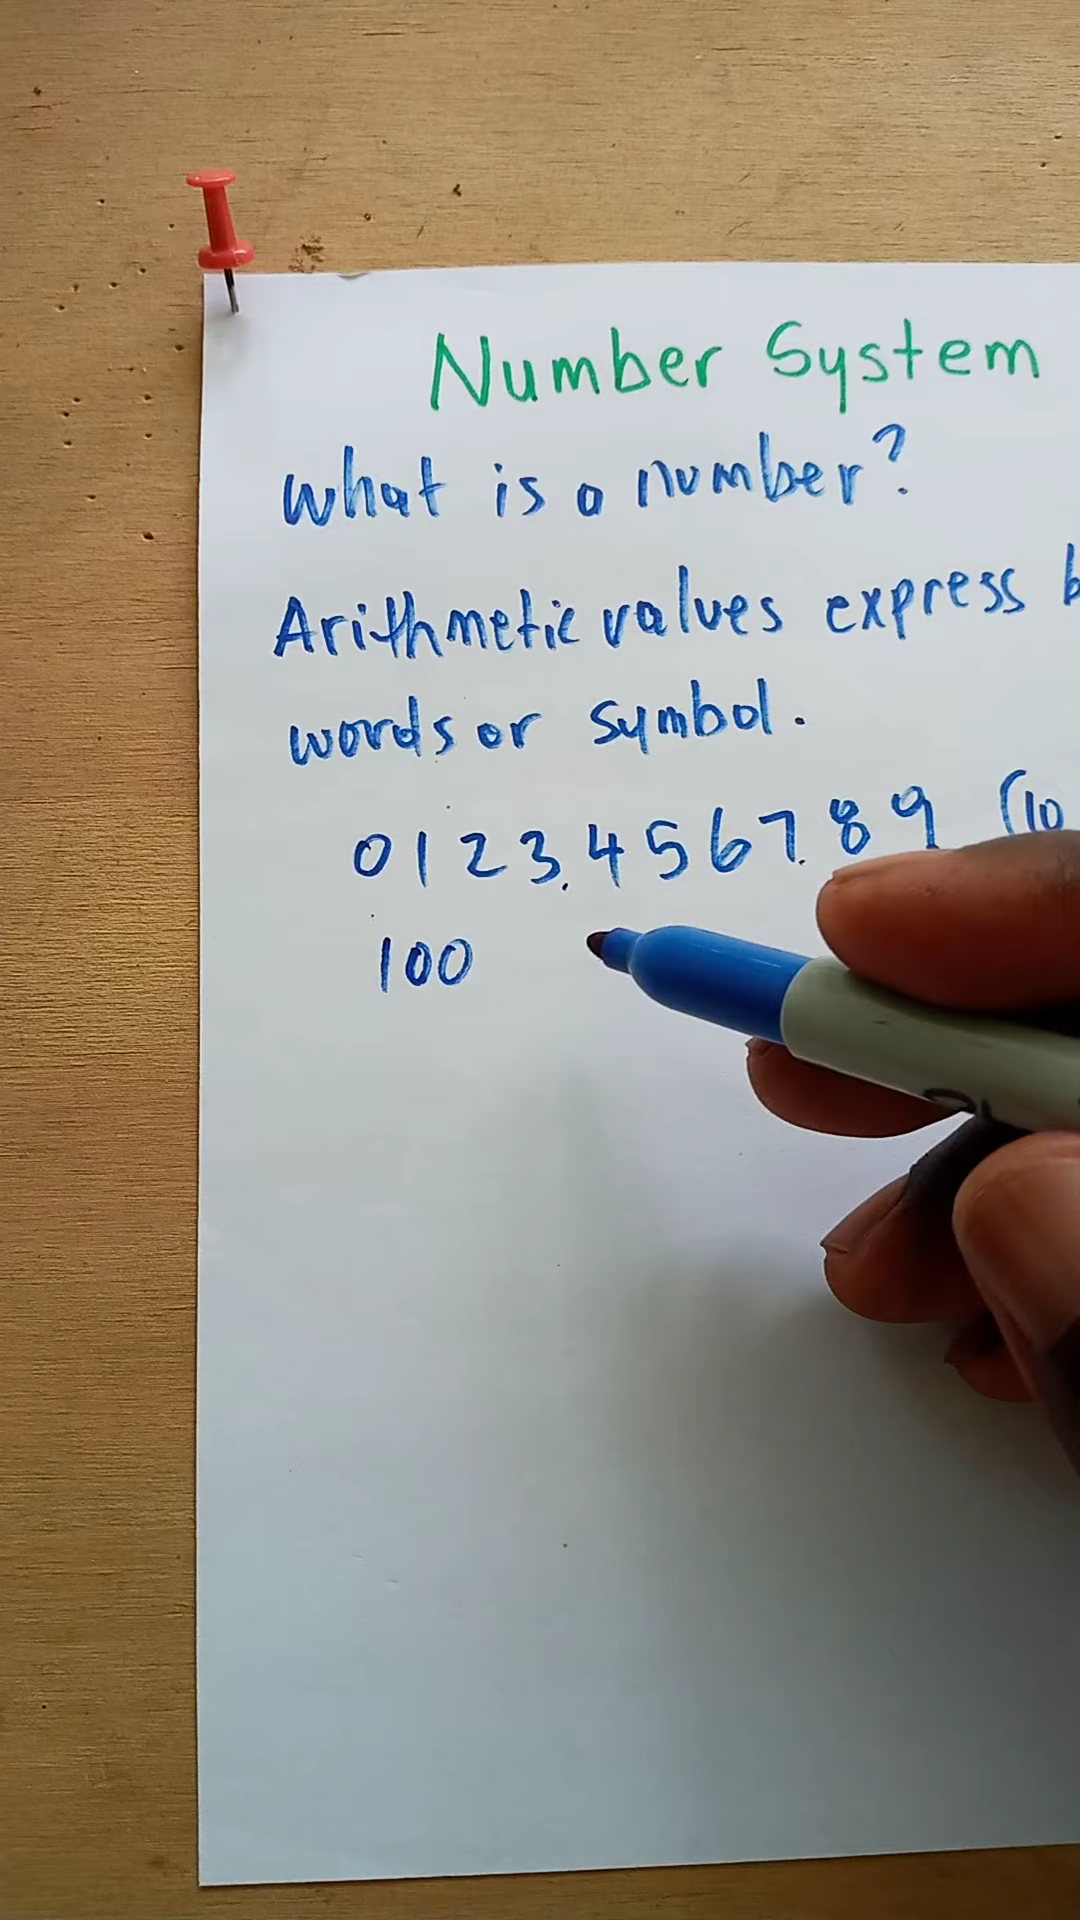 Number System
What is a number?
Arithmetic values express b
words or symbol.
0 1 2 3 4 5 6 7 8 9 (10
100